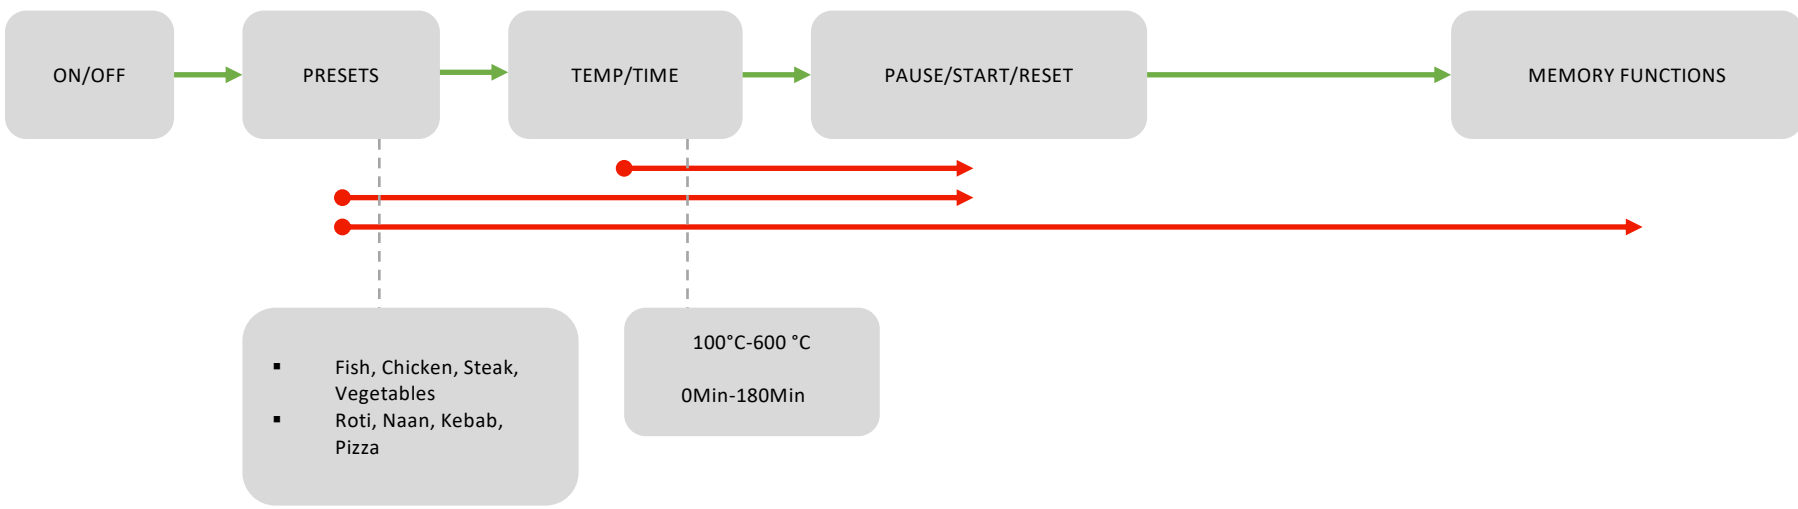 ON/OFF
PRESETS
TEMP/TIME
PAUSE/START/RESET
MEMORY FUNCTIONS
▪ Fish, Chicken, Steak,
Vegetables
▪ Roti, Naan, Kebab,
Pizza
100°C-600 °C
0Min-180Min